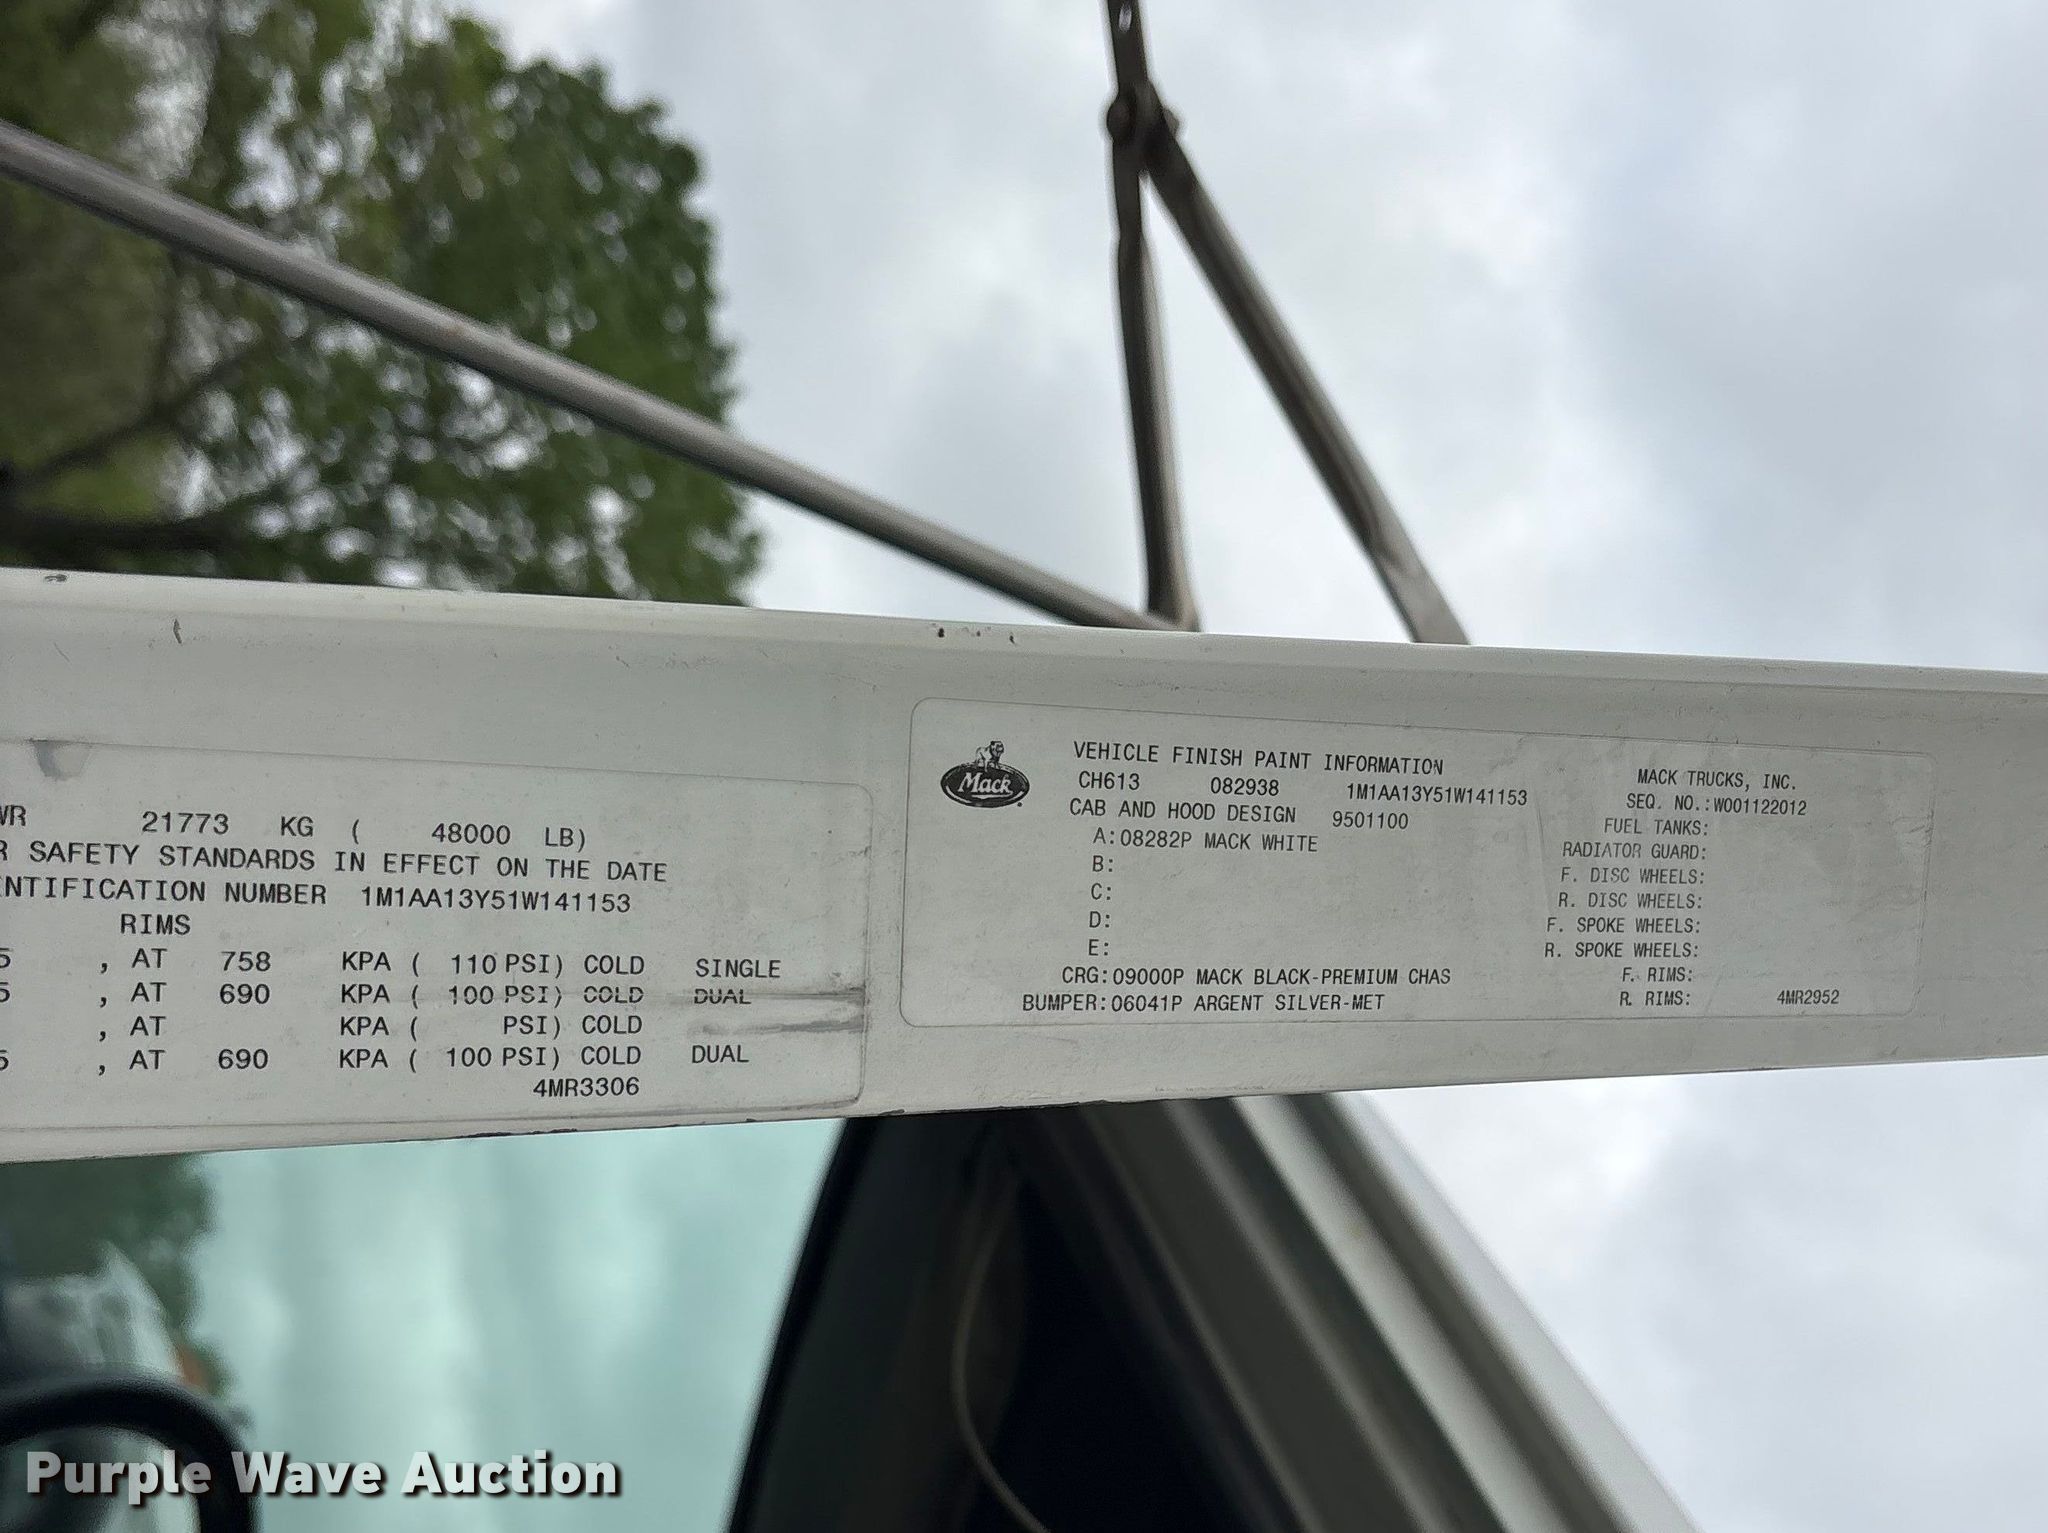 WR 21773 KG ( 48000 LB)
R SAFETY STANDARDS IN EFFECT ON THE DATE
NTIFICATION NUMBER 1M1AA13Y51W141153
RIMS
5 , AT 758 KPA ( 110 PSI) COLD SINGLE
5 , AT 690 KPA ( 100 PSI) COLD DUAL
, AT KPA ( PSI) COLD
5 , AT 690 KPA ( 100 PSI) COLD DUAL
4MR3306
Mack
VEHICLE FINISH PAINT INFORMATION
CH613 082938 1M1AA13Y51W141153
CAB AND HOOD DESIGN 9501100
A:08282P MACK WHITE
B:
C:
D:
E:
CRG:09000P MACK BLACK-PREMIUM CHAS
BUMPER:06041P ARGENT SILVER-MET
MACK TRUCKS, INC.
SEQ. NO.:W001122012
FUEL TANKS:
RADIATOR GUARD:
F. DISC WHEELS:
R. DISC WHEELS:
F. SPOKE WHEELS:
R. SPOKE WHEELS:
F. RIMS:
R. RIMS: 4MR2952
Purple Wave Auction